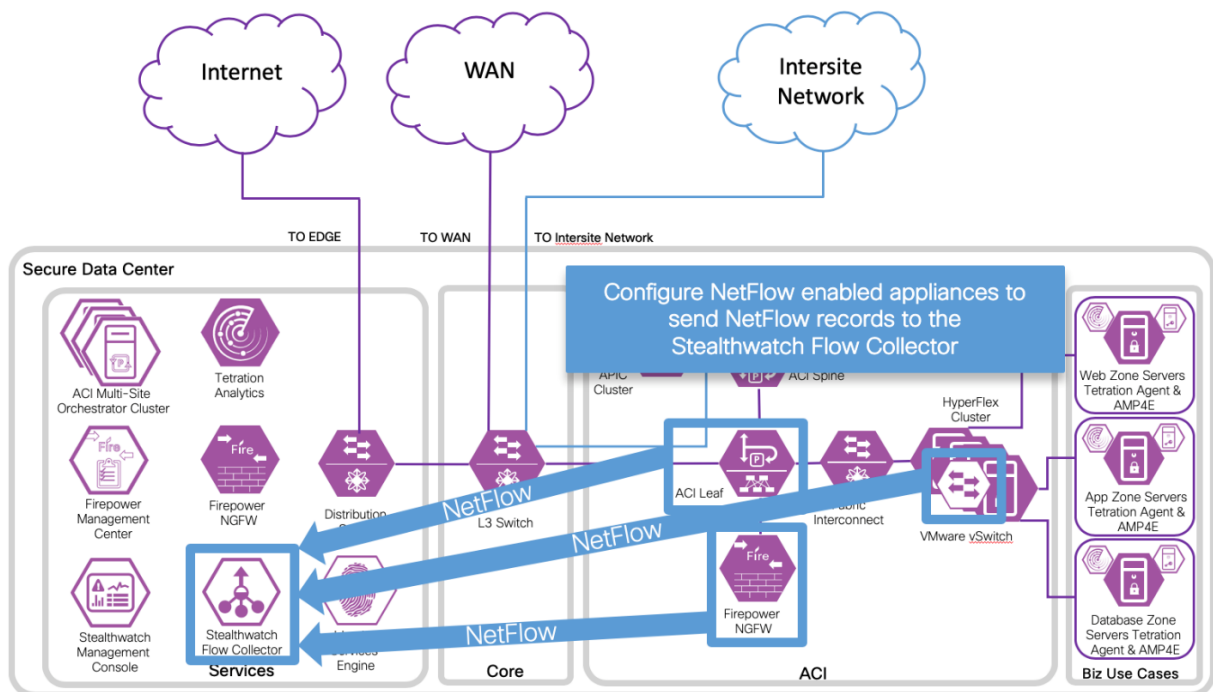 Internet
WAN
Intersite
Network
TO EDGE
TO WAN
TO Intersite Network
Secure Data Center
Configure NetFlow enabled appliances to
send NetFlow records to the
Stealthwatch Flow Collector
ACI Multi-Site
Orchestrator Cluster
Tetration
Analytics
APIC
Cluster
ACI Spine
HyperFlex
Cluster
Web Zone Servers
Tetration Agent &
& AMP4E
Fire
Firepower
Management
Center
Fire
Firepower
NGFW
Distribution
L3 Switch
P
ACI Leaf
Interconnect
VMware vSwitch
App Zone Servers
Tetration Agent &
& AMP4E
NetFlow
NetFlow
NetFlow
Stealthwatch
Management
Console
Stealthwatch
Flow Collector
Services
Engine
Fire
Firepower
NGFW
Database Zone
Servers Tetration
Agent & AMP4E
Services
Core
ACI
Biz Use Cases